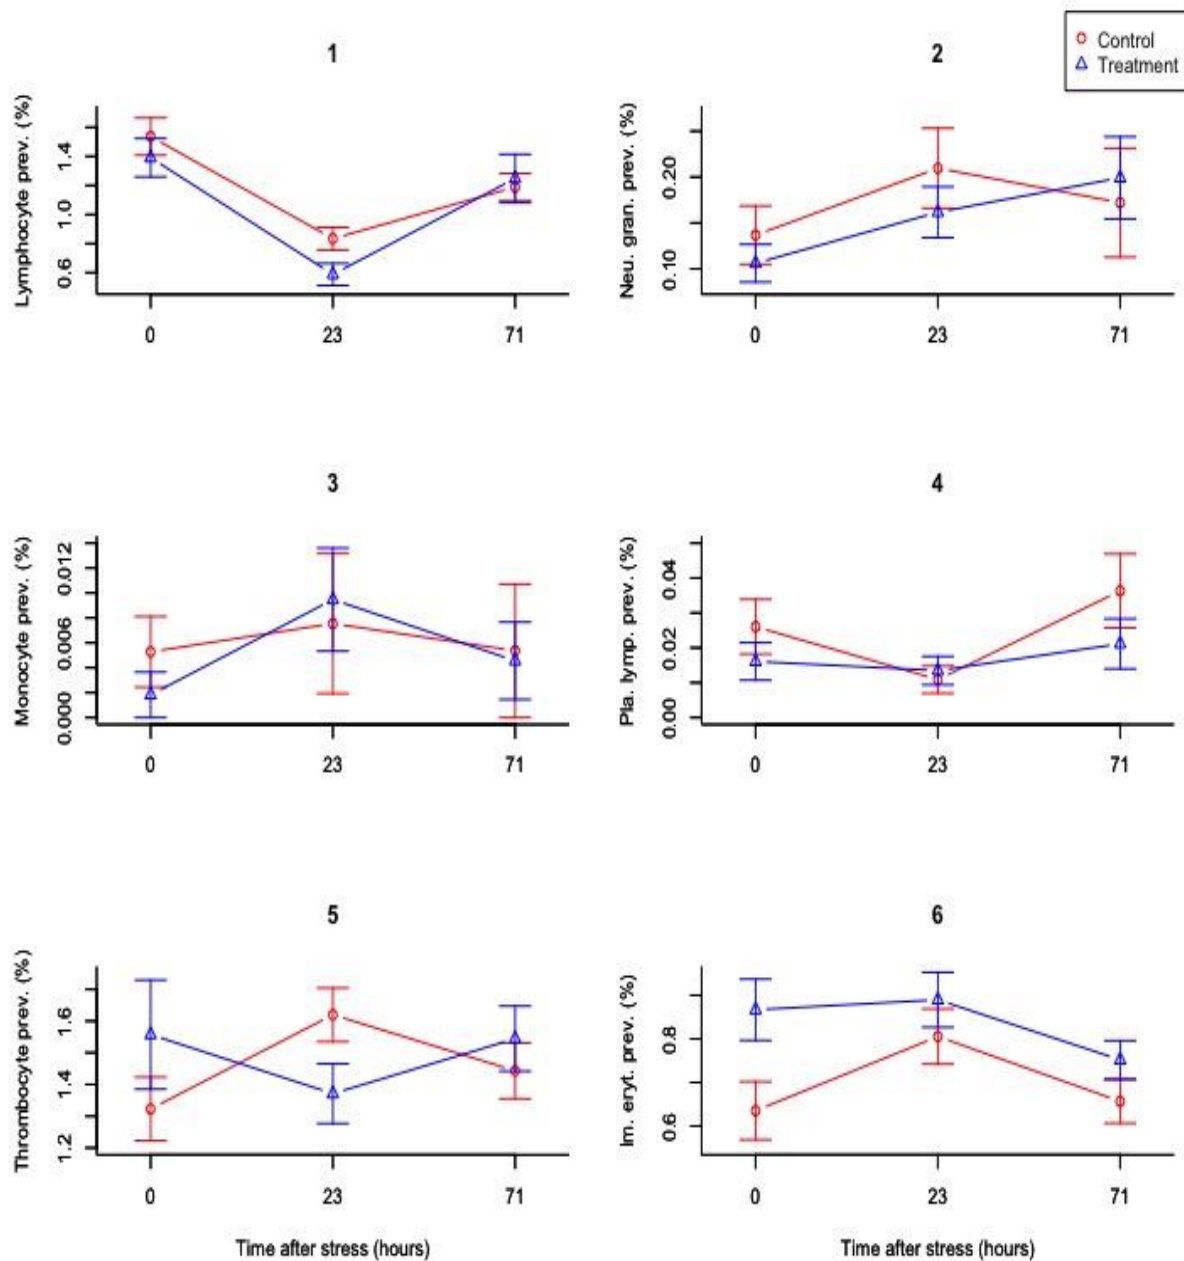 Control
Treatment
1
2
Lymphocyte prev. (%)
0.6 1.0 1.4
0 23 71
Neu. gran. prev. (%)
0.10 0.20
0 23 71
3
4
Monocyte prev. (%)
0.000 0.006 0.012
0 23 71
Pla. lymp. prev. (%)
0.00 0.02 0.04
0 23 71
5
6
Thrombocyte prev. (%)
1.2 1.4 1.6
0 23 71
Time after stress (hours)
Im. eryt. prev. (%)
0.6 0.8
0 23 71
Time after stress (hours)